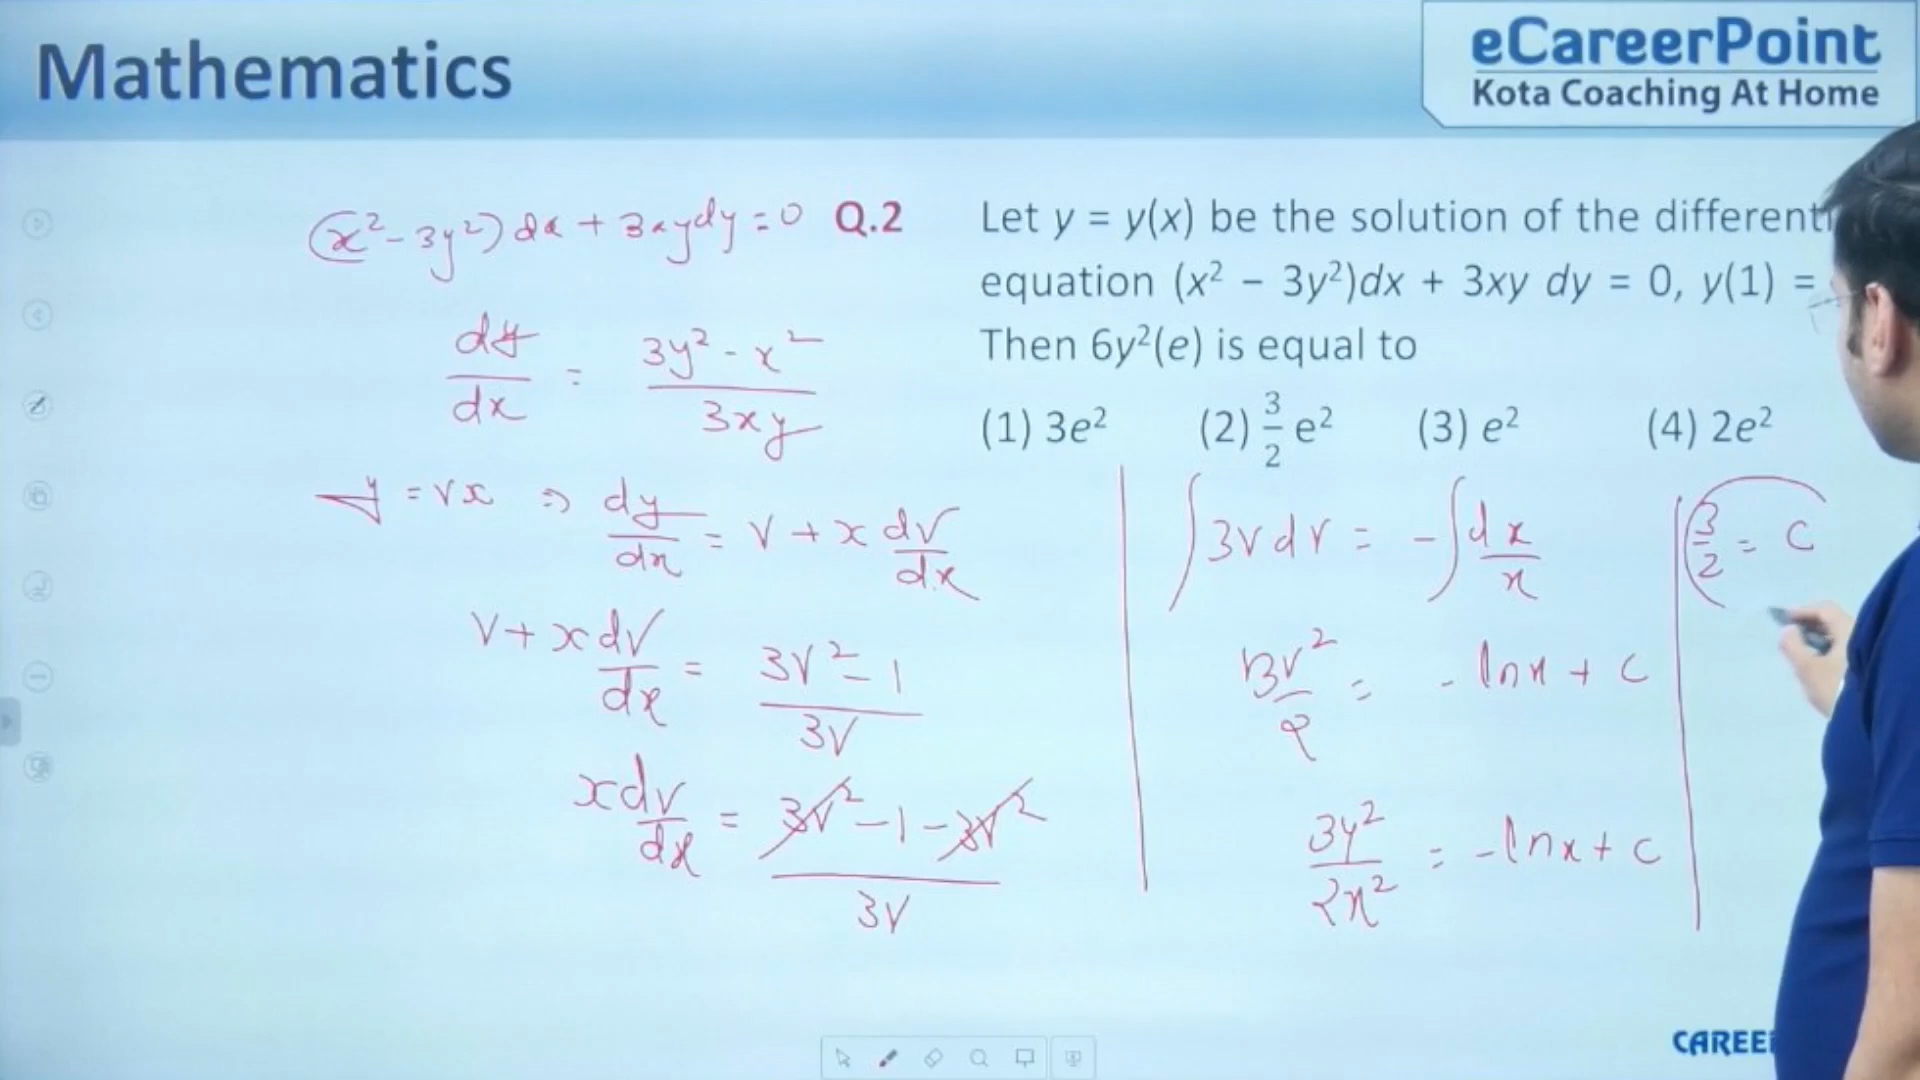 Mathematics
eCareerPoint
Kota Coaching At Home
(x² - 3y²) dx + 3xy dy = 0
Q.2 Let y = y(x) be the solution of the differenti
equation (x² − 3y²)dx + 3xy dy = 0, y(1) =
Then 6y²(e) is equal to
(1) 3e² (2) 3/2 e² (3) e² (4) 2e²
dy/dx = (3y² - x²)/(3xy)
y = vx ⇒ dy/dx = v + x dv/dx
v + x dv/dx = (3v² - 1)/(3v)
x dv/dx = (3v² - 1 - 3v²)/(3v)
∫ 3v dv = - ∫ dx/x
3v²/2 = - ln x + c
3y²/2x² = - ln x + c
3/2 = c
CAREE